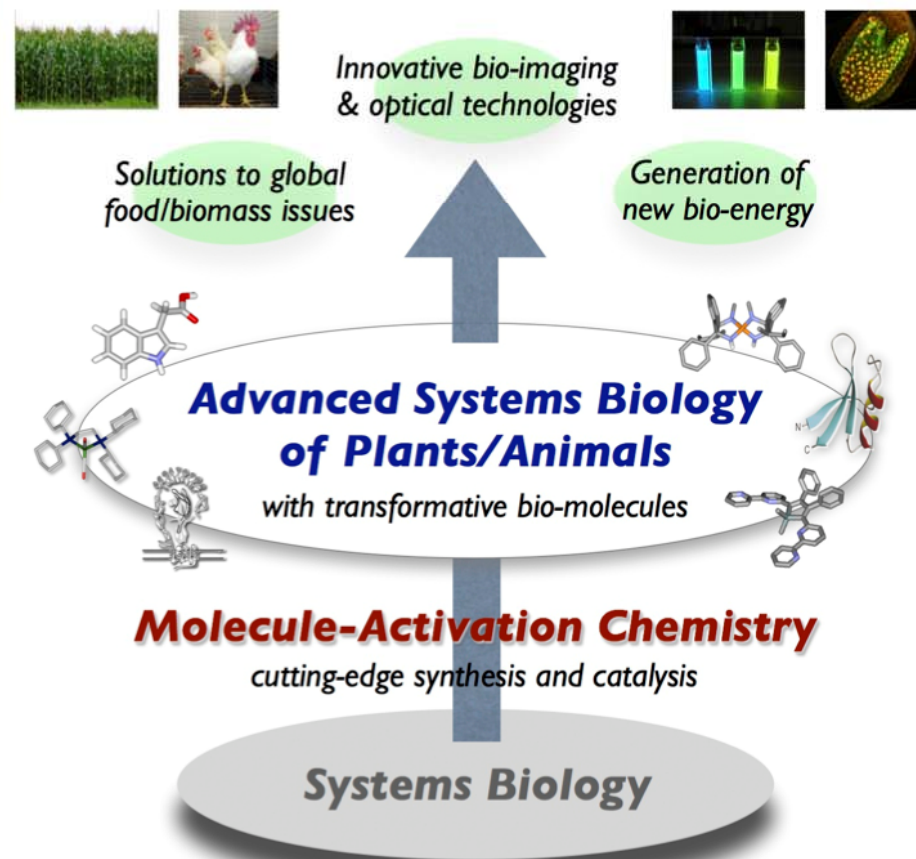 Innovative bio-imaging
& optical technologies
Solutions to global
food/biomass issues
Generation of
new bio-energy
Advanced Systems Biology
of Plants/Animals
with transformative bio-molecules
N
C
Molecule-Activation Chemistry
cutting-edge synthesis and catalysis
Systems Biology